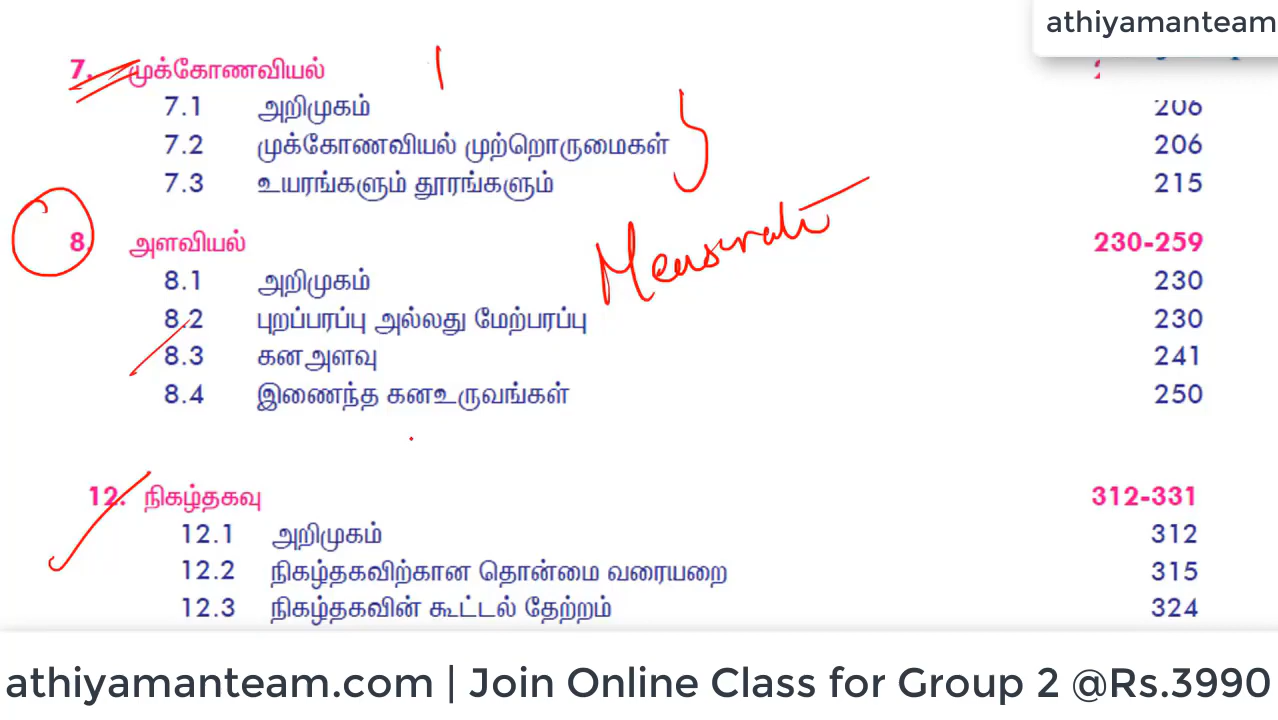 athiyamanteam
7. முக்கோணவியல்
7.1 அறிமுகம் 206
7.2 முக்கோணவியல் முற்றொருமைகள் 206
7.3 உயரங்களும் தூரங்களும் 215
8. அளவியல் 230-259
Mensurati
8.1 அறிமுகம் 230
8.2 புறப்பரப்பு அல்லது மேற்பரப்பு 230
8.3 கனஅளவு 241
8.4 இணைந்த கனஉருவங்கள் 250
12. நிகழ்தகவு 312-331
12.1 அறிமுகம் 312
12.2 நிகழ்தகவிற்கான தொன்மை வரையறை 315
12.3 நிகழ்தகவின் கூட்டல் தேற்றம் 324
athiyamanteam.com | Join Online Class for Group 2 @Rs.3990